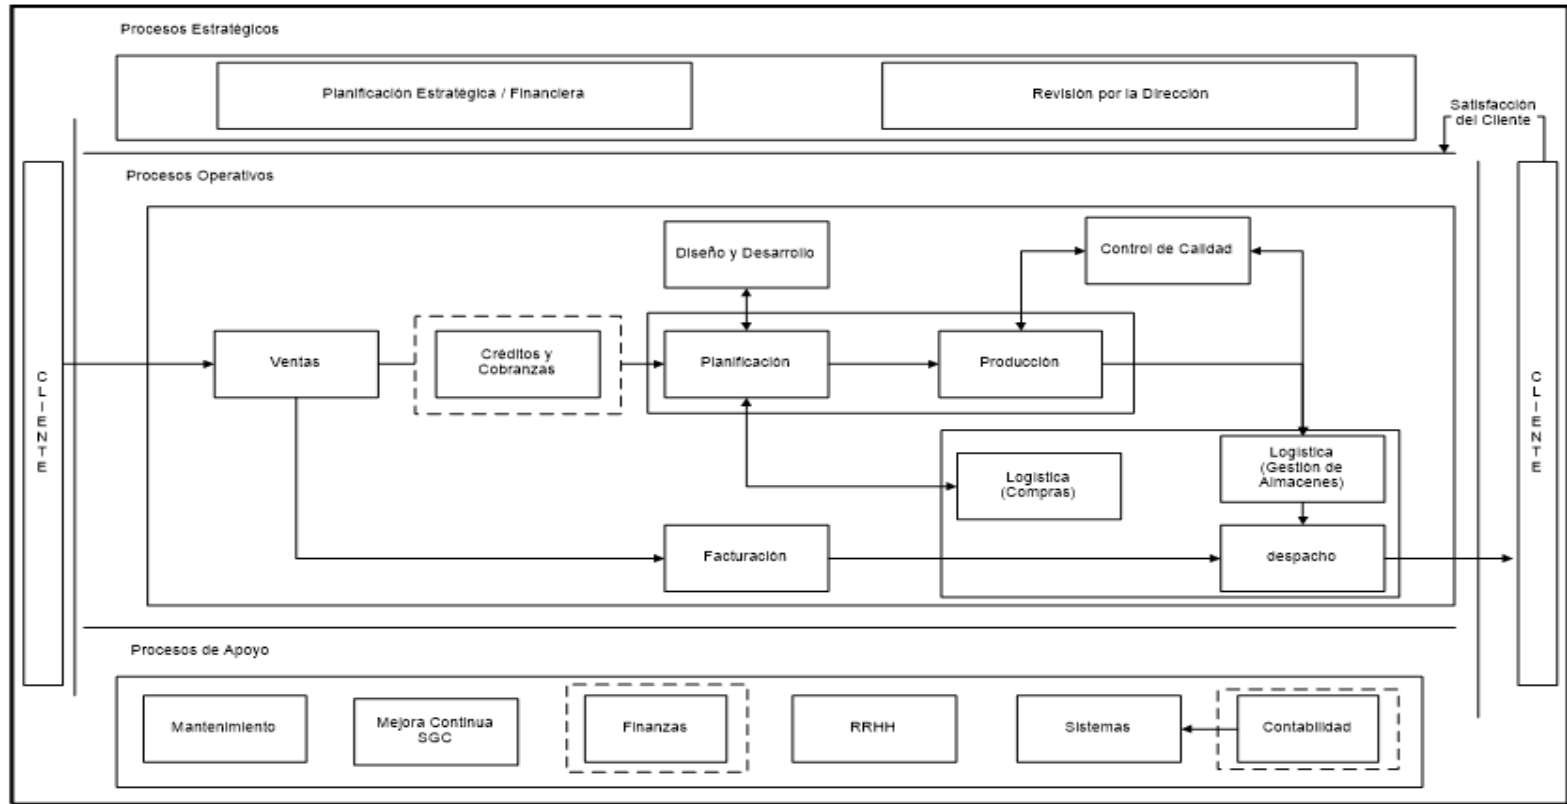 Procesos Estratégicos
Planificación Estratégica / Financiera
Revisión por la Dirección
Satisfacción
del Cliente
CLIENTE
Procesos Operativos
Diseño y Desarrollo
Control de Calidad
Ventas
Créditos y
Cobranzas
Planificación
Producción
Logística
(Compras)
Logística
(Gestión de
Almacenes)
Facturación
despacho
CLIENTE
Procesos de Apoyo
Mantenimiento
Mejora Continua
SGC
Finanzas
RRHH
Sistemas
Contabilidad